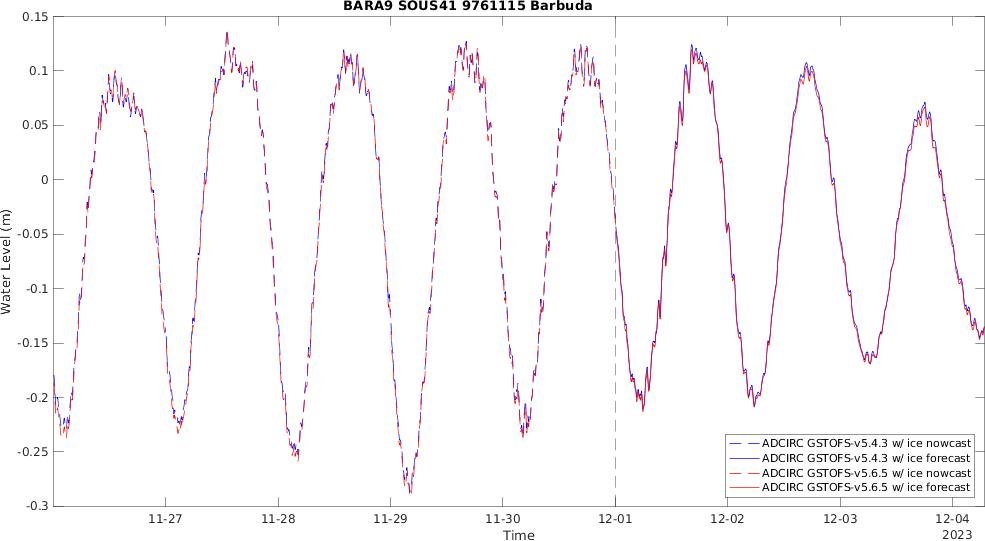 BARA9 SOUS41 9761115 Barbuda
0.15
0.1
0.05
0
-0.05
-0.1
-0.15
-0.2
-0.25
-0.3
Water Level (m)
11-27 11-28 11-29 11-30 12-01 12-02 12-03 12-04
Time
2023
ADCIRC GSTOFS-v5.4.3 w/ ice nowcast
ADCIRC GSTOFS-v5.4.3 w/ ice forecast
ADCIRC GSTOFS-v5.6.5 w/ ice nowcast
ADCIRC GSTOFS-v5.6.5 w/ ice forecast